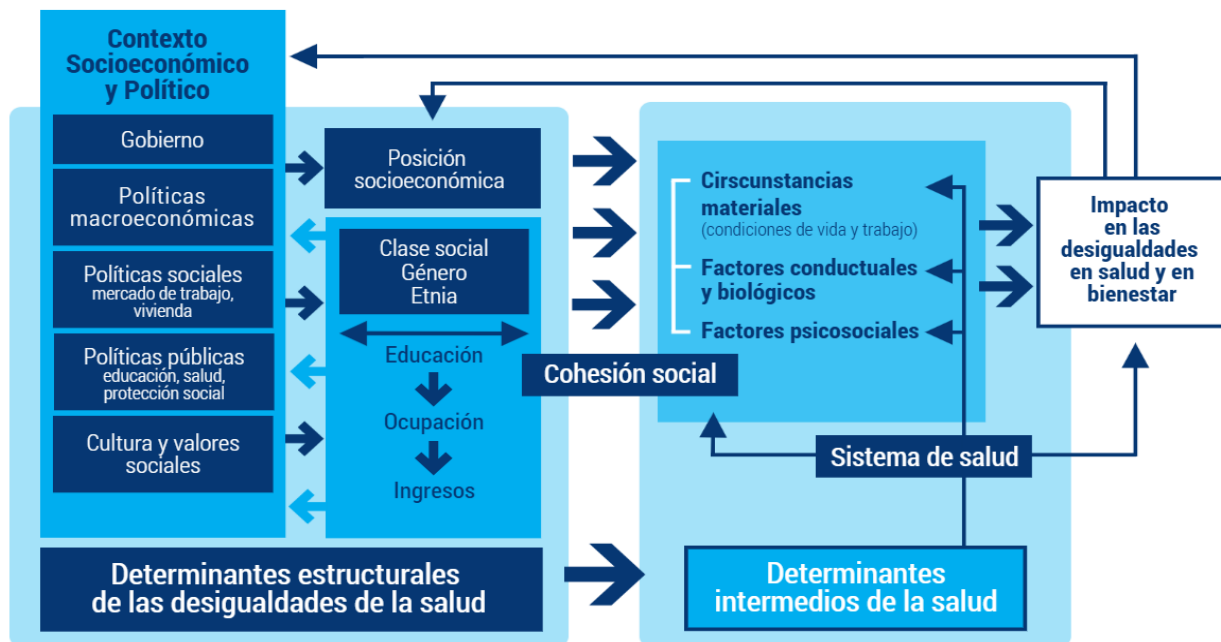 Contexto
Socioeconómico
y Político
Gobierno
Políticas
macroeconómicas
Políticas sociales
mercado de trabajo,
vivienda
Políticas públicas
educación, salud,
protección social
Cultura y valores
sociales
Posición
socioeconómica
Clase social
Género
Etnia
Educación
Ocupación
Ingresos
Determinantes estructurales
de las desigualdades de la salud
Cohesión social
Cirscunstancias
materiales
(condiciones de vida y trabajo)
Factores conductuales
y biológicos
Factores psicosociales
Sistema de salud
Determinantes
intermedios de la salud
Impacto
en las
desigualdades
en salud y en
bienestar